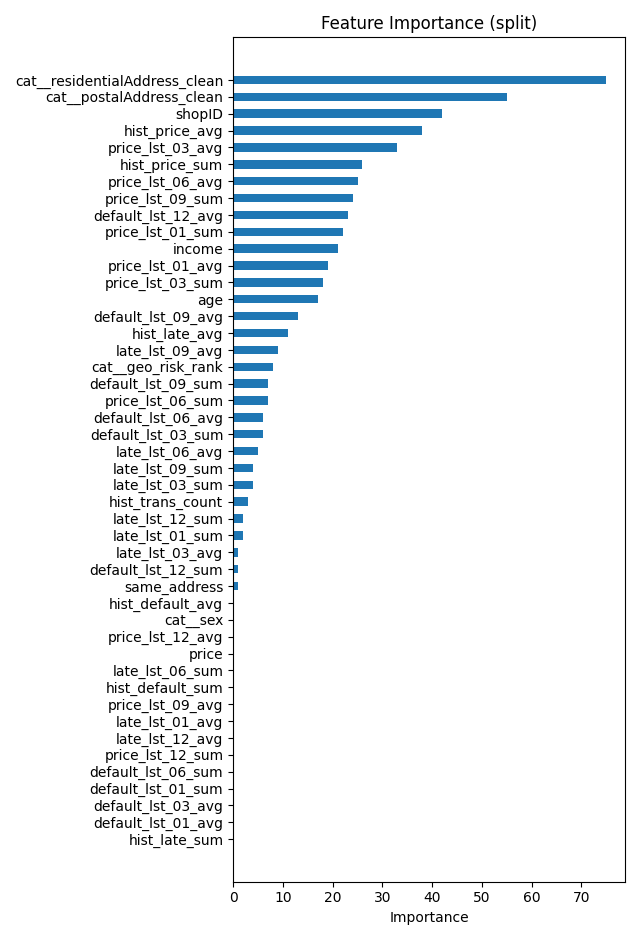 Feature Importance (split)
cat__residentialAddress_clean
cat__postalAddress_clean
shopID
hist_price_avg
price_lst_03_avg
hist_price_sum
price_lst_06_avg
price_lst_09_sum
default_lst_12_avg
price_lst_01_sum
income
price_lst_01_avg
price_lst_03_sum
age
default_lst_09_avg
hist_late_avg
late_lst_09_avg
cat__geo_risk_rank
default_lst_09_sum
price_lst_06_sum
default_lst_06_avg
default_lst_03_sum
late_lst_06_avg
late_lst_09_sum
late_lst_03_sum
hist_trans_count
late_lst_12_sum
late_lst_01_sum
late_lst_03_avg
default_lst_12_sum
same_address
hist_default_avg
cat__sex
price_lst_12_avg
price
late_lst_06_sum
hist_default_sum
price_lst_09_avg
late_lst_01_avg
late_lst_12_avg
price_lst_12_sum
default_lst_06_sum
default_lst_01_sum
default_lst_03_avg
default_lst_01_avg
hist_late_sum
0 10 20 30 40 50 60 70
Importance